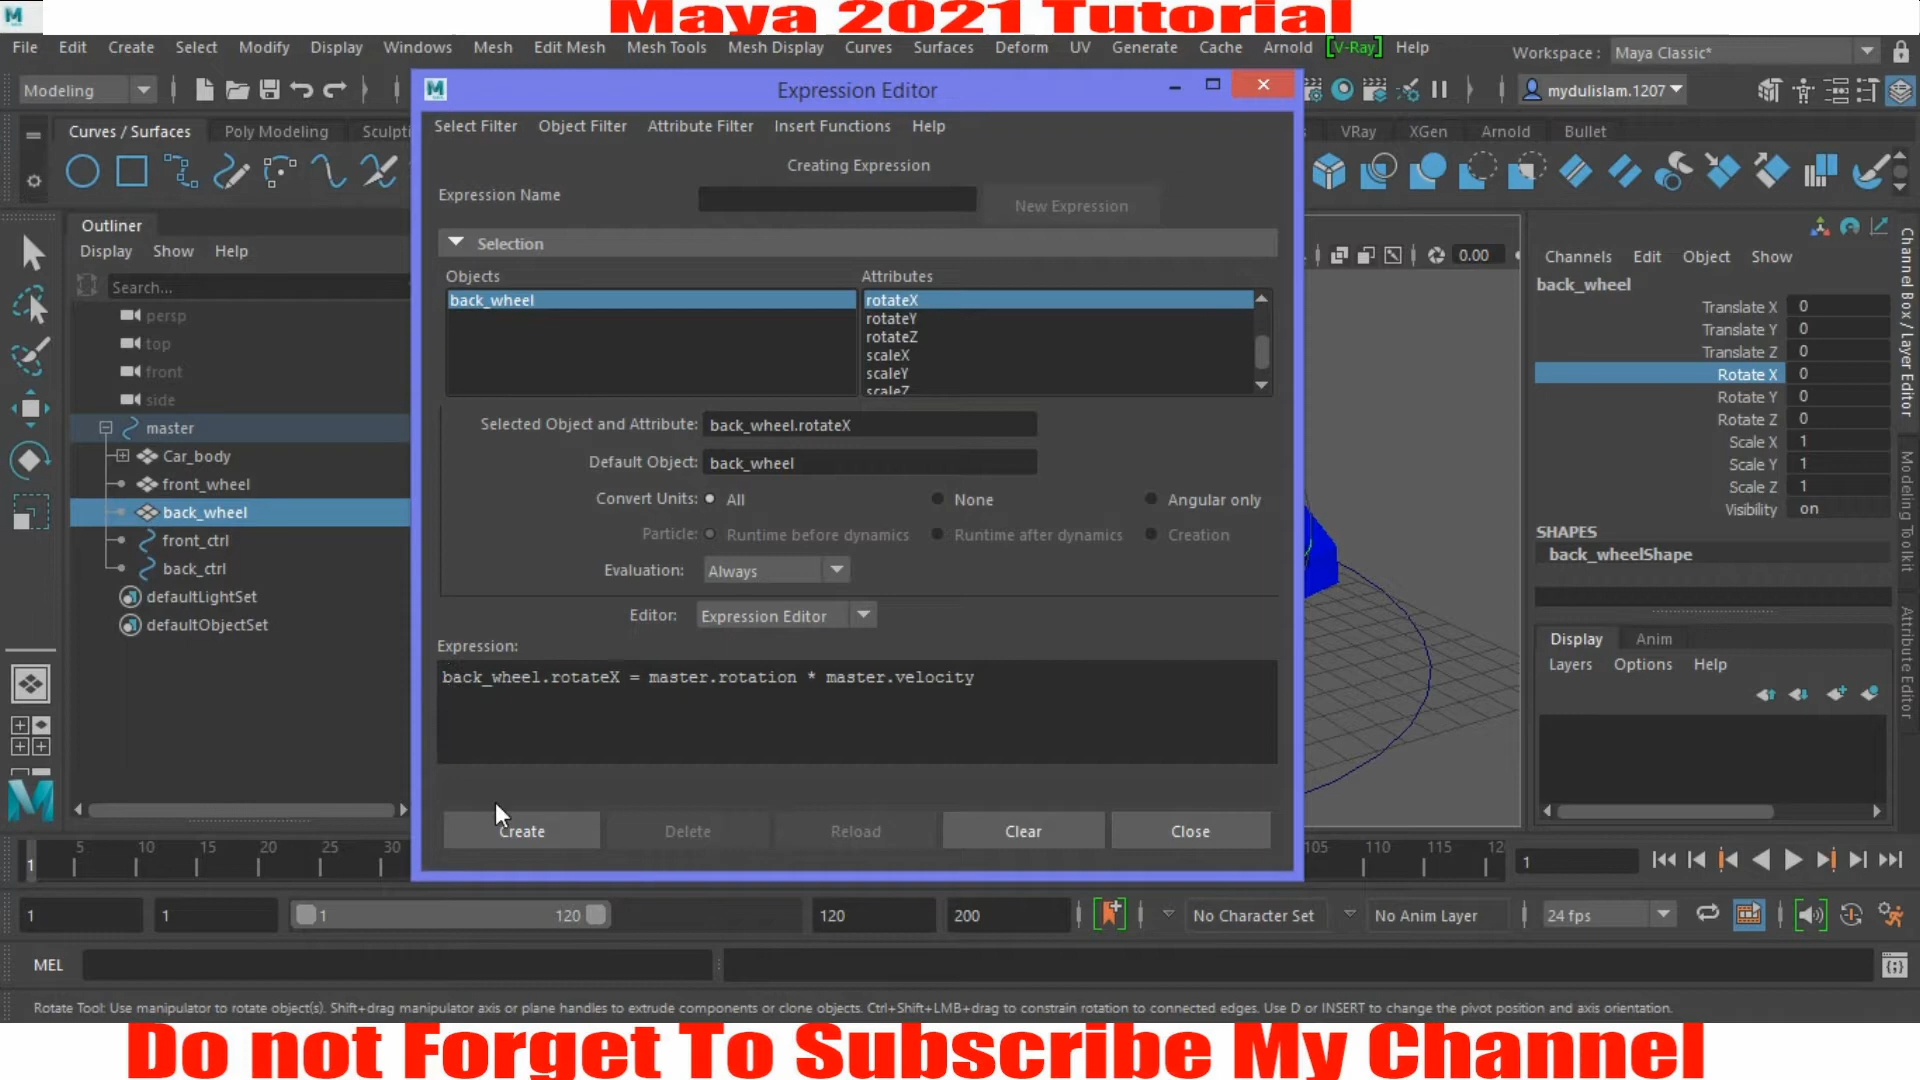 Maya 2021 Tutorial
File Edit Create Select Modify Display Windows Mesh Edit Mesh Mesh Tools Mesh Display Curves Surfaces Deform UV Generate Cache Arnold [V-Ray] Help
Workspace : Maya Classic*
Modeling
Expression Editor
mydulislam.1207
Curves / Surfaces Poly Modeling Sculpti
VRay XGen Arnold Bullet
Select Filter Object Filter Attribute Filter Insert Functions Help
Creating Expression
Expression Name
New Expression
Selection
Objects Attributes
back_wheel
rotateX
rotateY
rotateZ
scaleX
scaleY
scaleZ
Selected Object and Attribute: back_wheel.rotateX
Default Object: back_wheel
Convert Units: All None Angular only
Particle: Runtime before dynamics Runtime after dynamics Creation
Evaluation: Always
Editor: Expression Editor
Expression:
back_wheel.rotateX = master.rotation * master.velocity
Create Delete Reload Clear Close
Outliner
Display Show Help
Search...
persp
top
front
side
master
Car_body
front_wheel
back_wheel
front_ctrl
back_ctrl
defaultLightSet
defaultObjectSet
0.00
Channels Edit Object Show
back_wheel
Translate X 0
Translate Y 0
Translate Z 0
Rotate X 0
Rotate Y 0
Rotate Z 0
Scale X 1
Scale Y 1
Scale Z 1
Visibility on
SHAPES
back_wheelShape
Display Anim
Layers Options Help
Channel Box / Layer Editor
Modeling Toolkit
Attribute Editor
1 5 10 15 20 25 30
105 110 115 12
1
1 1 1 120 120 200
No Character Set No Anim Layer 24 fps
MEL
Rotate Tool: Use manipulator to rotate object(s). Shift+drag manipulator axis or plane handles to extrude components or clone objects. Ctrl+Shift+LMB+drag to constrain rotation to connected edges. Use D or INSERT to change the pivot position and axis orientation.
Do not Forget To Subscribe My Channel